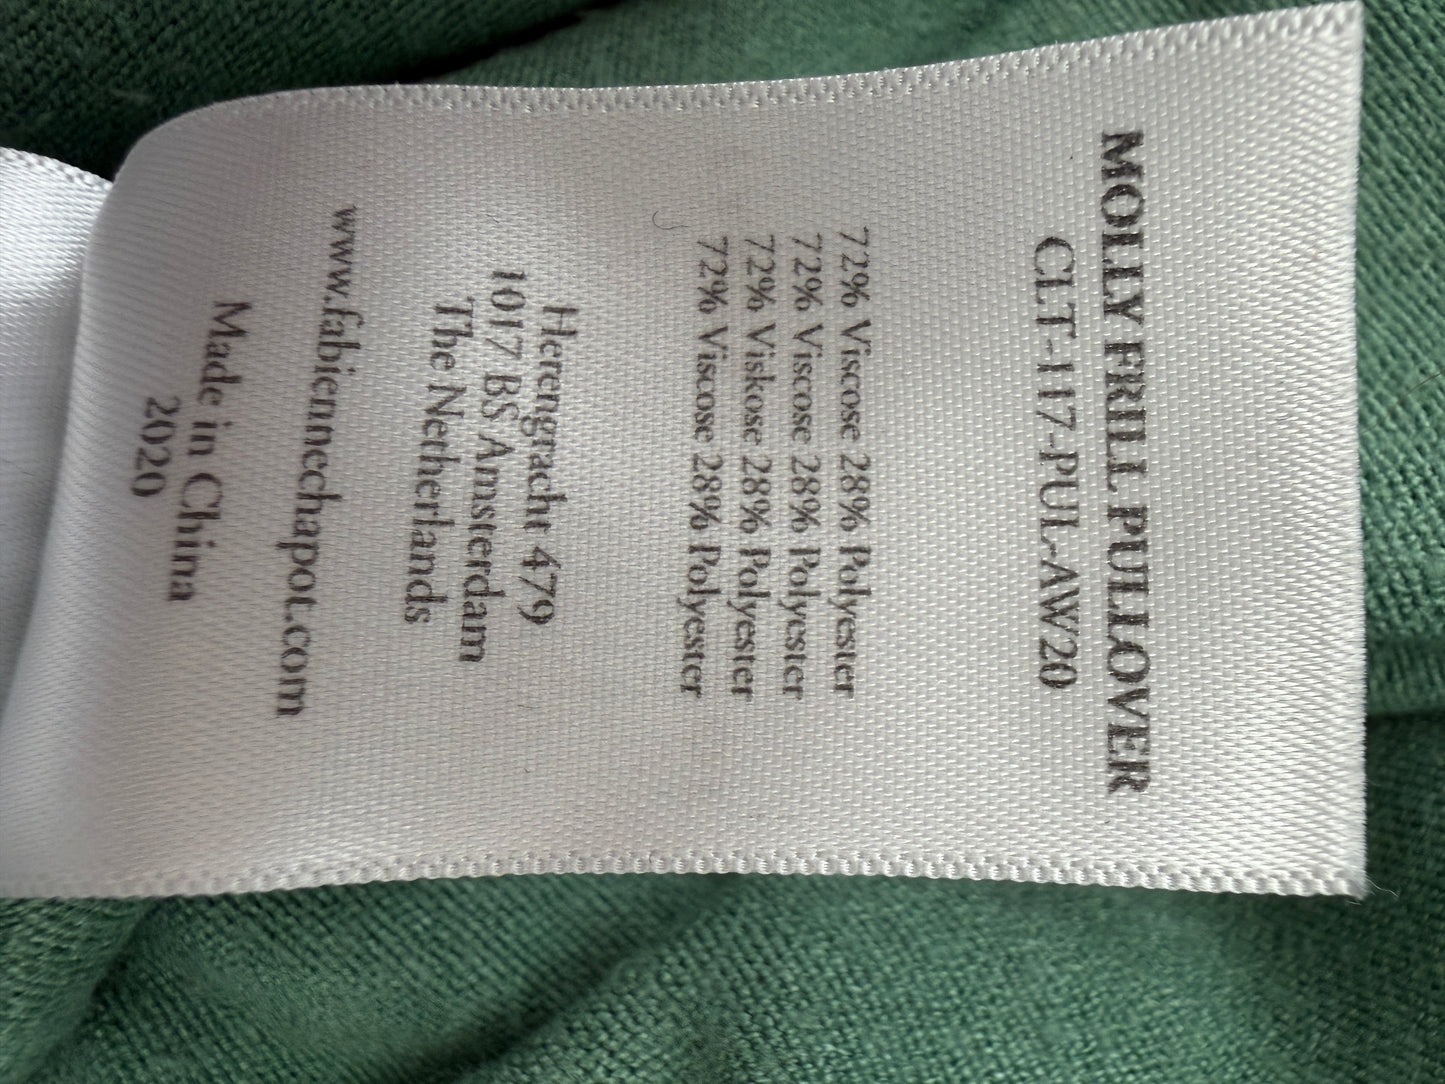 MOLLY FRILL PULLOVER
CLT-117-PUL-AW20
72% Viscose 28% Polyester
72% Viscose 28% Polyester
72% Viskose 28% Polyester
72% Viscose 28% Polyester
Herengracht 479
1017 BS Amsterdam
The Netherlands
www.fabiennechapot.com
Made in China
2020